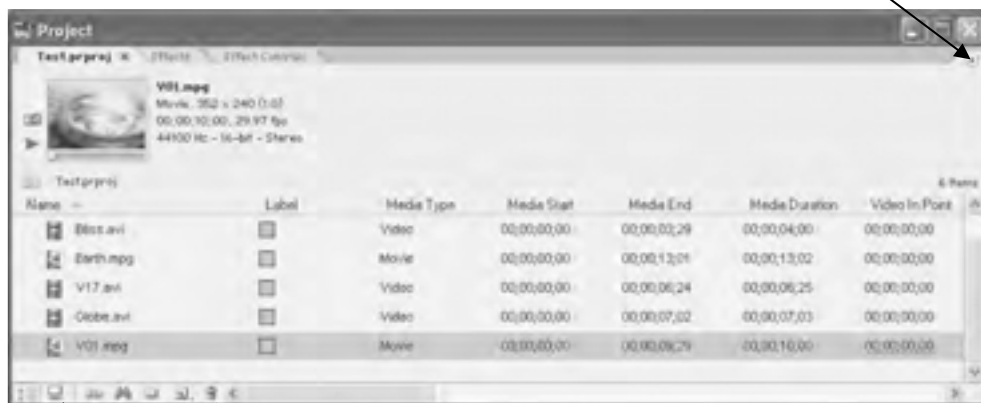 Project
Test.prproj Effects Effect Controls
V01.mpg
Movie, 352 x 240 (1.0)
00;00;10;00, 29.97 fps
44100 Hz - 16-bit - Stereo
Test.prproj 6 Items
Name Label Media Type Media Start Media End Media Duration Video In Point
Bliss.avi Video 00;00;00;00 00;00;03;29 00;00;04;00 00;00;00;00
Earth.mpg Movie 00;00;00;00 00;00;13;01 00;00;13;02 00;00;00;00
V17.avi Video 00;00;00;00 00;00;06;24 00;00;06;25 00;00;00;00
Globe.avi Video 00;00;00;00 00;00;07;02 00;00;07;03 00;00;00;00
V01.mpg Movie 00;00;00;00 00;00;09;29 00;00;10;00 00;00;00;00